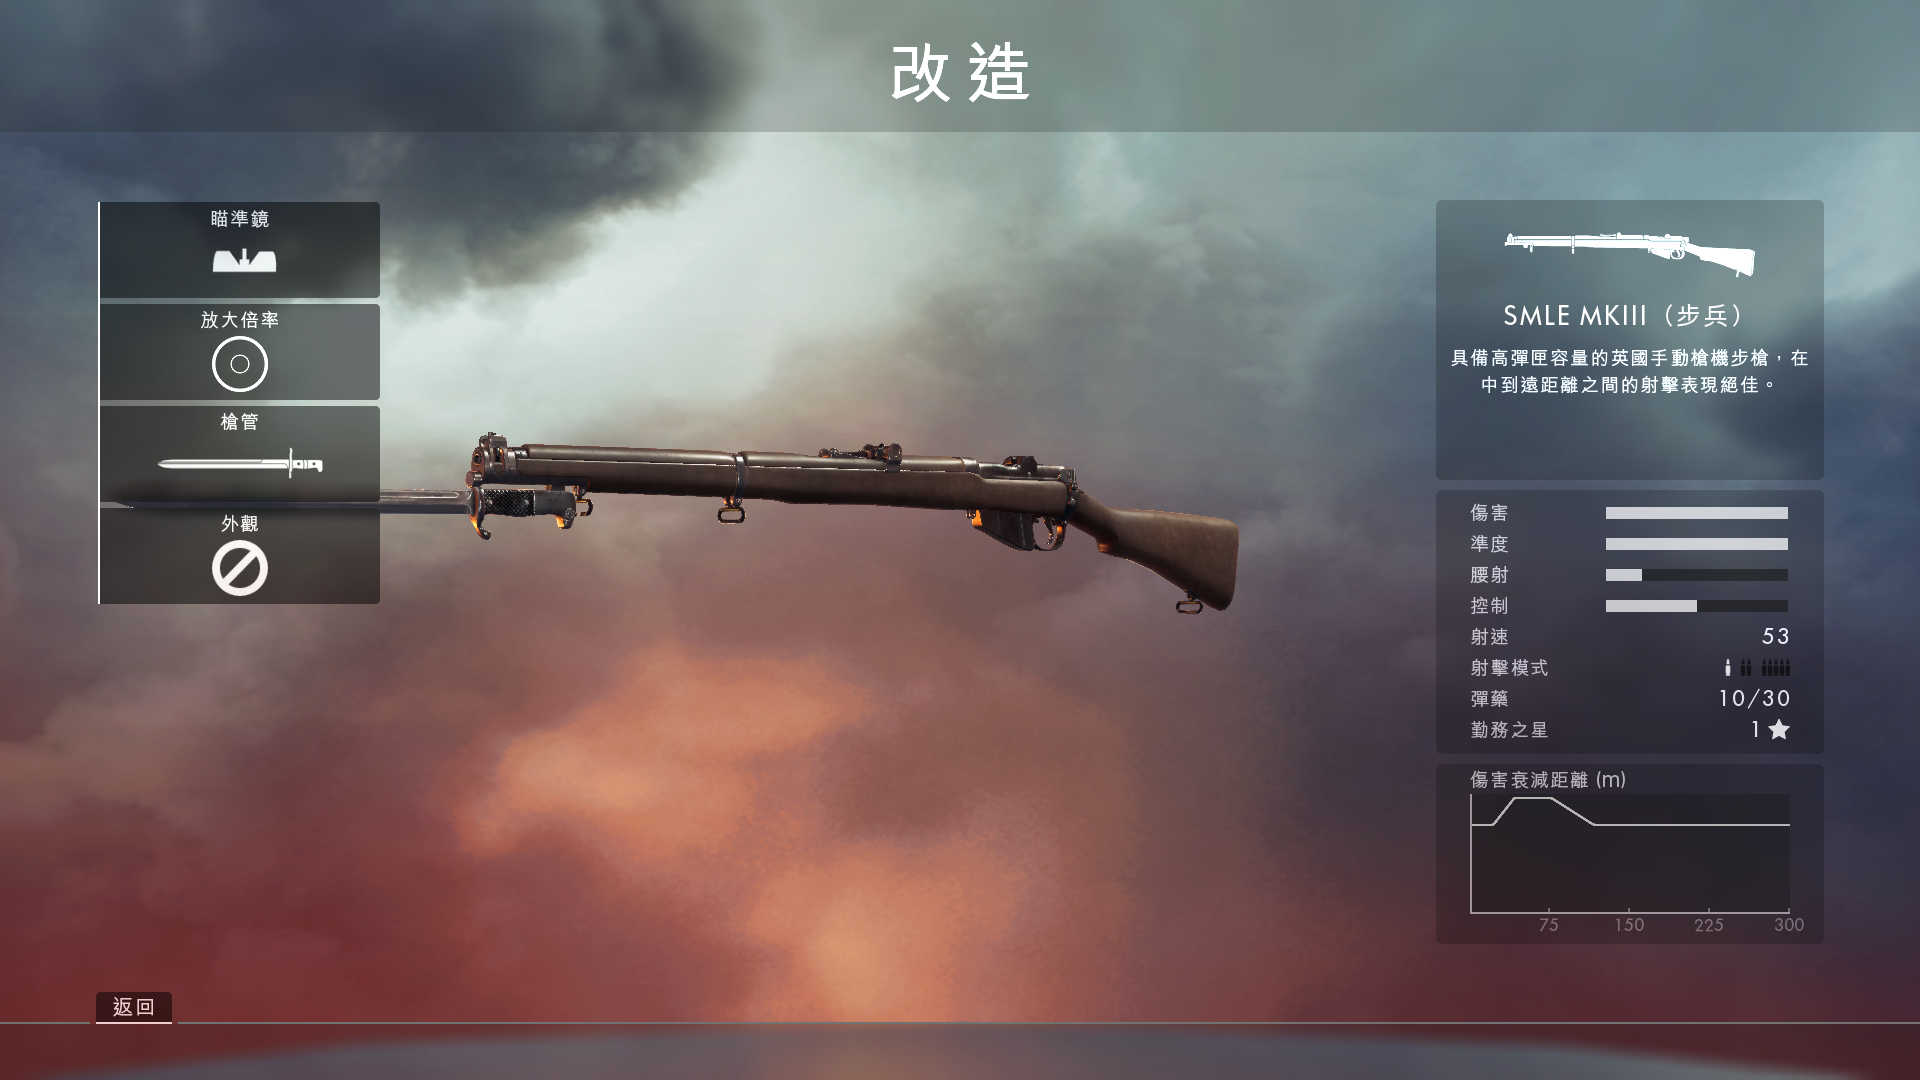 改造
瞄準鏡
放大倍率
槍管
外觀
SMLE MKIII（步兵）
具備高彈匣容量的英國手動槍機步槍，在
中到遠距離之間的射擊表現絕佳。
傷害
準度
腰射
控制
射速 53
射擊模式
彈藥 10/30
勤務之星 1
傷害衰減距離 (m)
75 150 225 300
返回